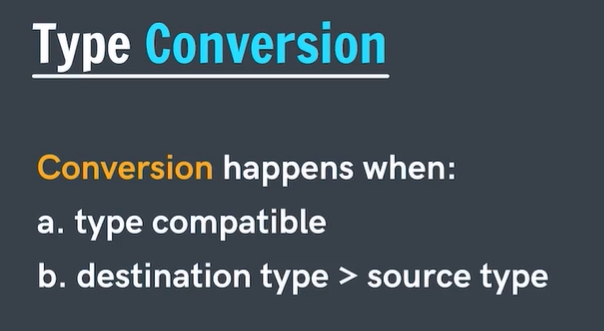 Type Conversion
Conversion happens when:
a. type compatible
b. destination type > source type